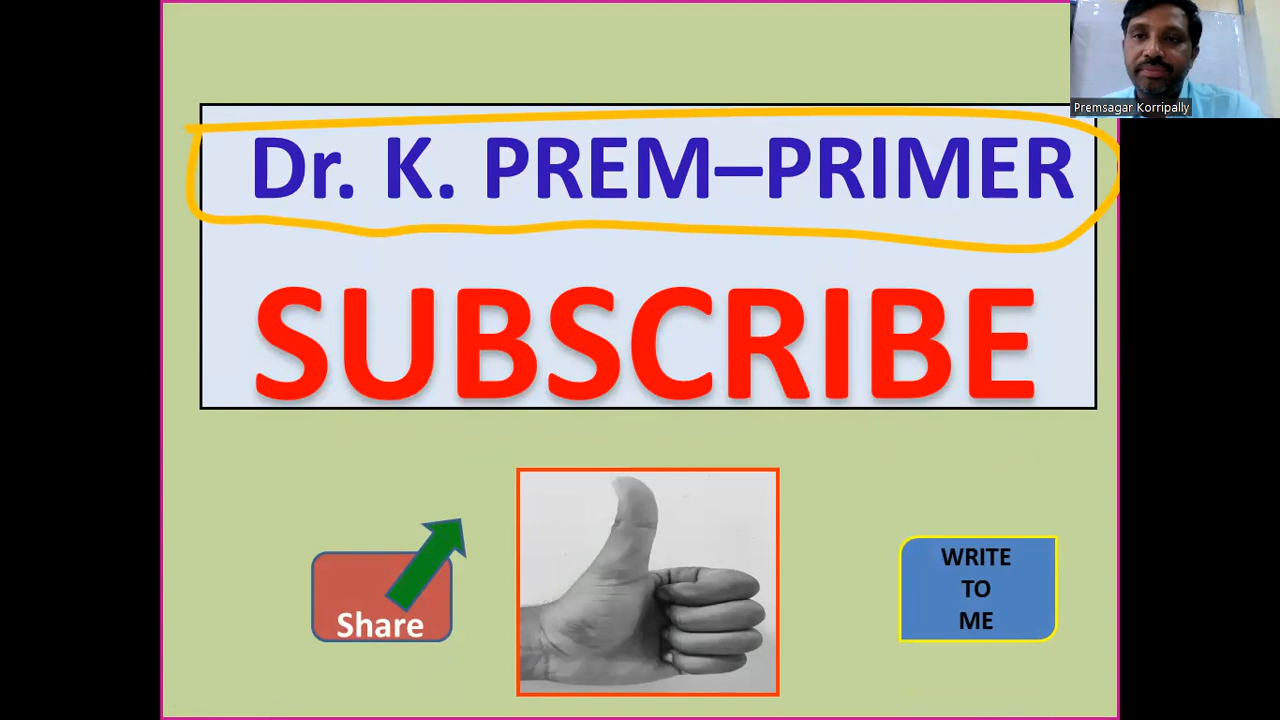 Premsagar Korripally
Dr. K. PREM–PRIMER
SUBSCRIBE
Share
WRITE
TO
ME